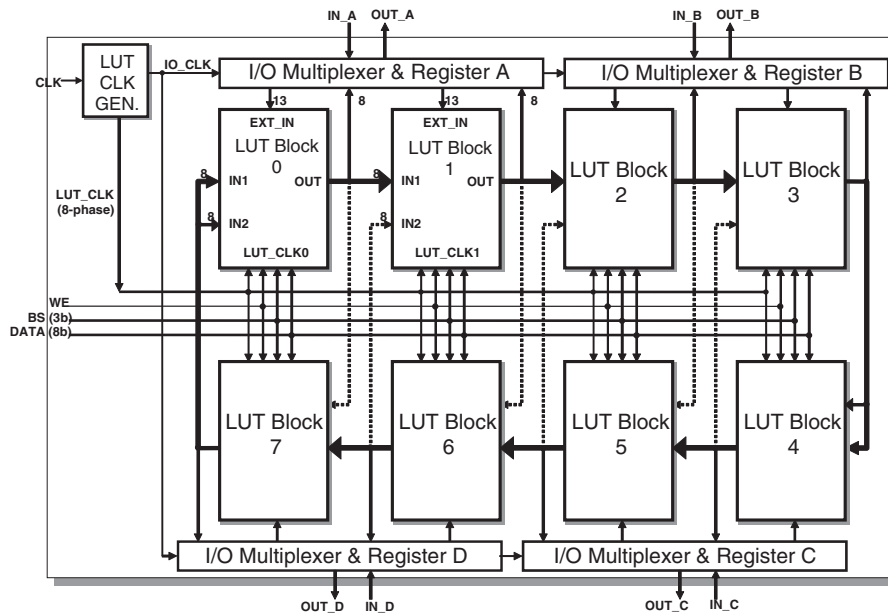 IN_A OUT_A IN_B OUT_B
CLK
LUT
CLK
GEN.
IO_CLK
I/O Multiplexer & Register A
I/O Multiplexer & Register B
13 8 13 8
EXT_IN
LUT Block
0
8 IN1
OUT
8 IN2
LUT_CLK0
EXT_IN
LUT Block
1
8 IN1
OUT
8 IN2
LUT_CLK1
LUT Block
2
LUT Block
3
LUT_CLK
(8-phase)
WE
BS (3b)
DATA (8b)
LUT Block
7
LUT Block
6
LUT Block
5
LUT Block
4
I/O Multiplexer & Register D
I/O Multiplexer & Register C
OUT_D IN_D OUT_C IN_C